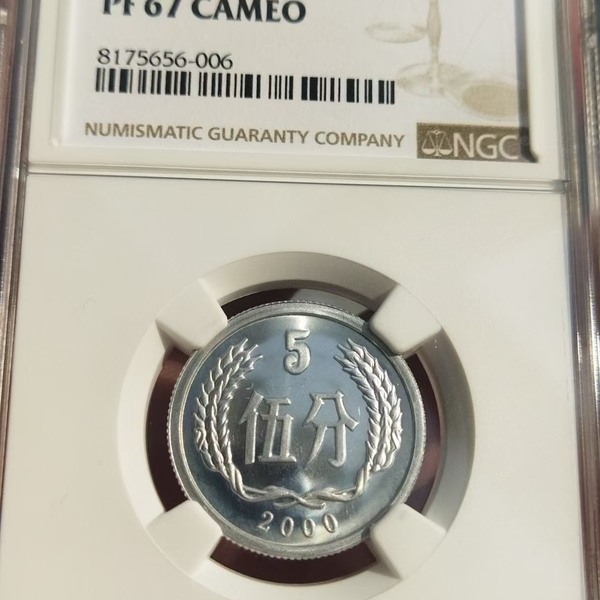 PF 67 CAMEO
8175656-006
NUMISMATIC GUARANTY COMPANY NGC
5
伍分
2000